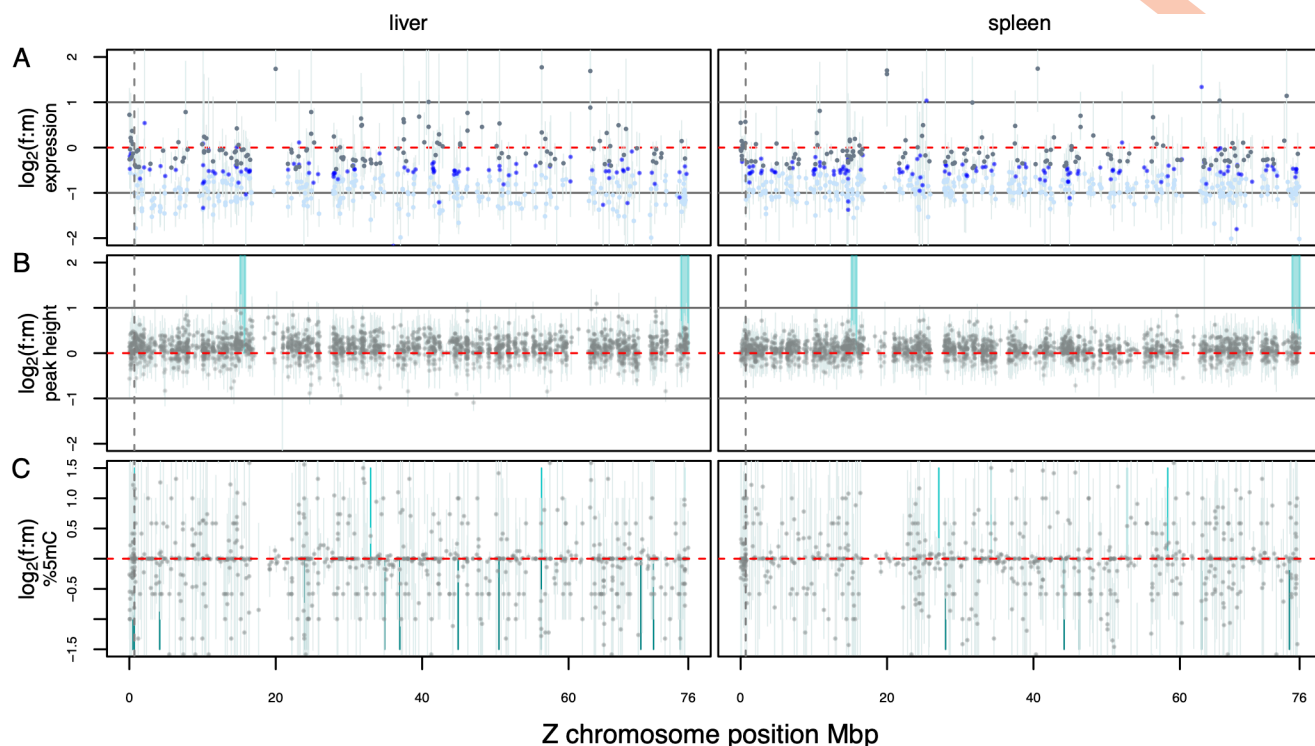 liver spleen
A
log2(f:m)
expression
2
1
0
−1
−2
B
log2(f:m)
peak height
2
1
0
−1
−2
C
log2(f:m)
%5mC
1.5
1.0
0.5
−0.5
−1.5
0 20 40 60 76 0 20 40 60 76
Z chromosome position Mbp